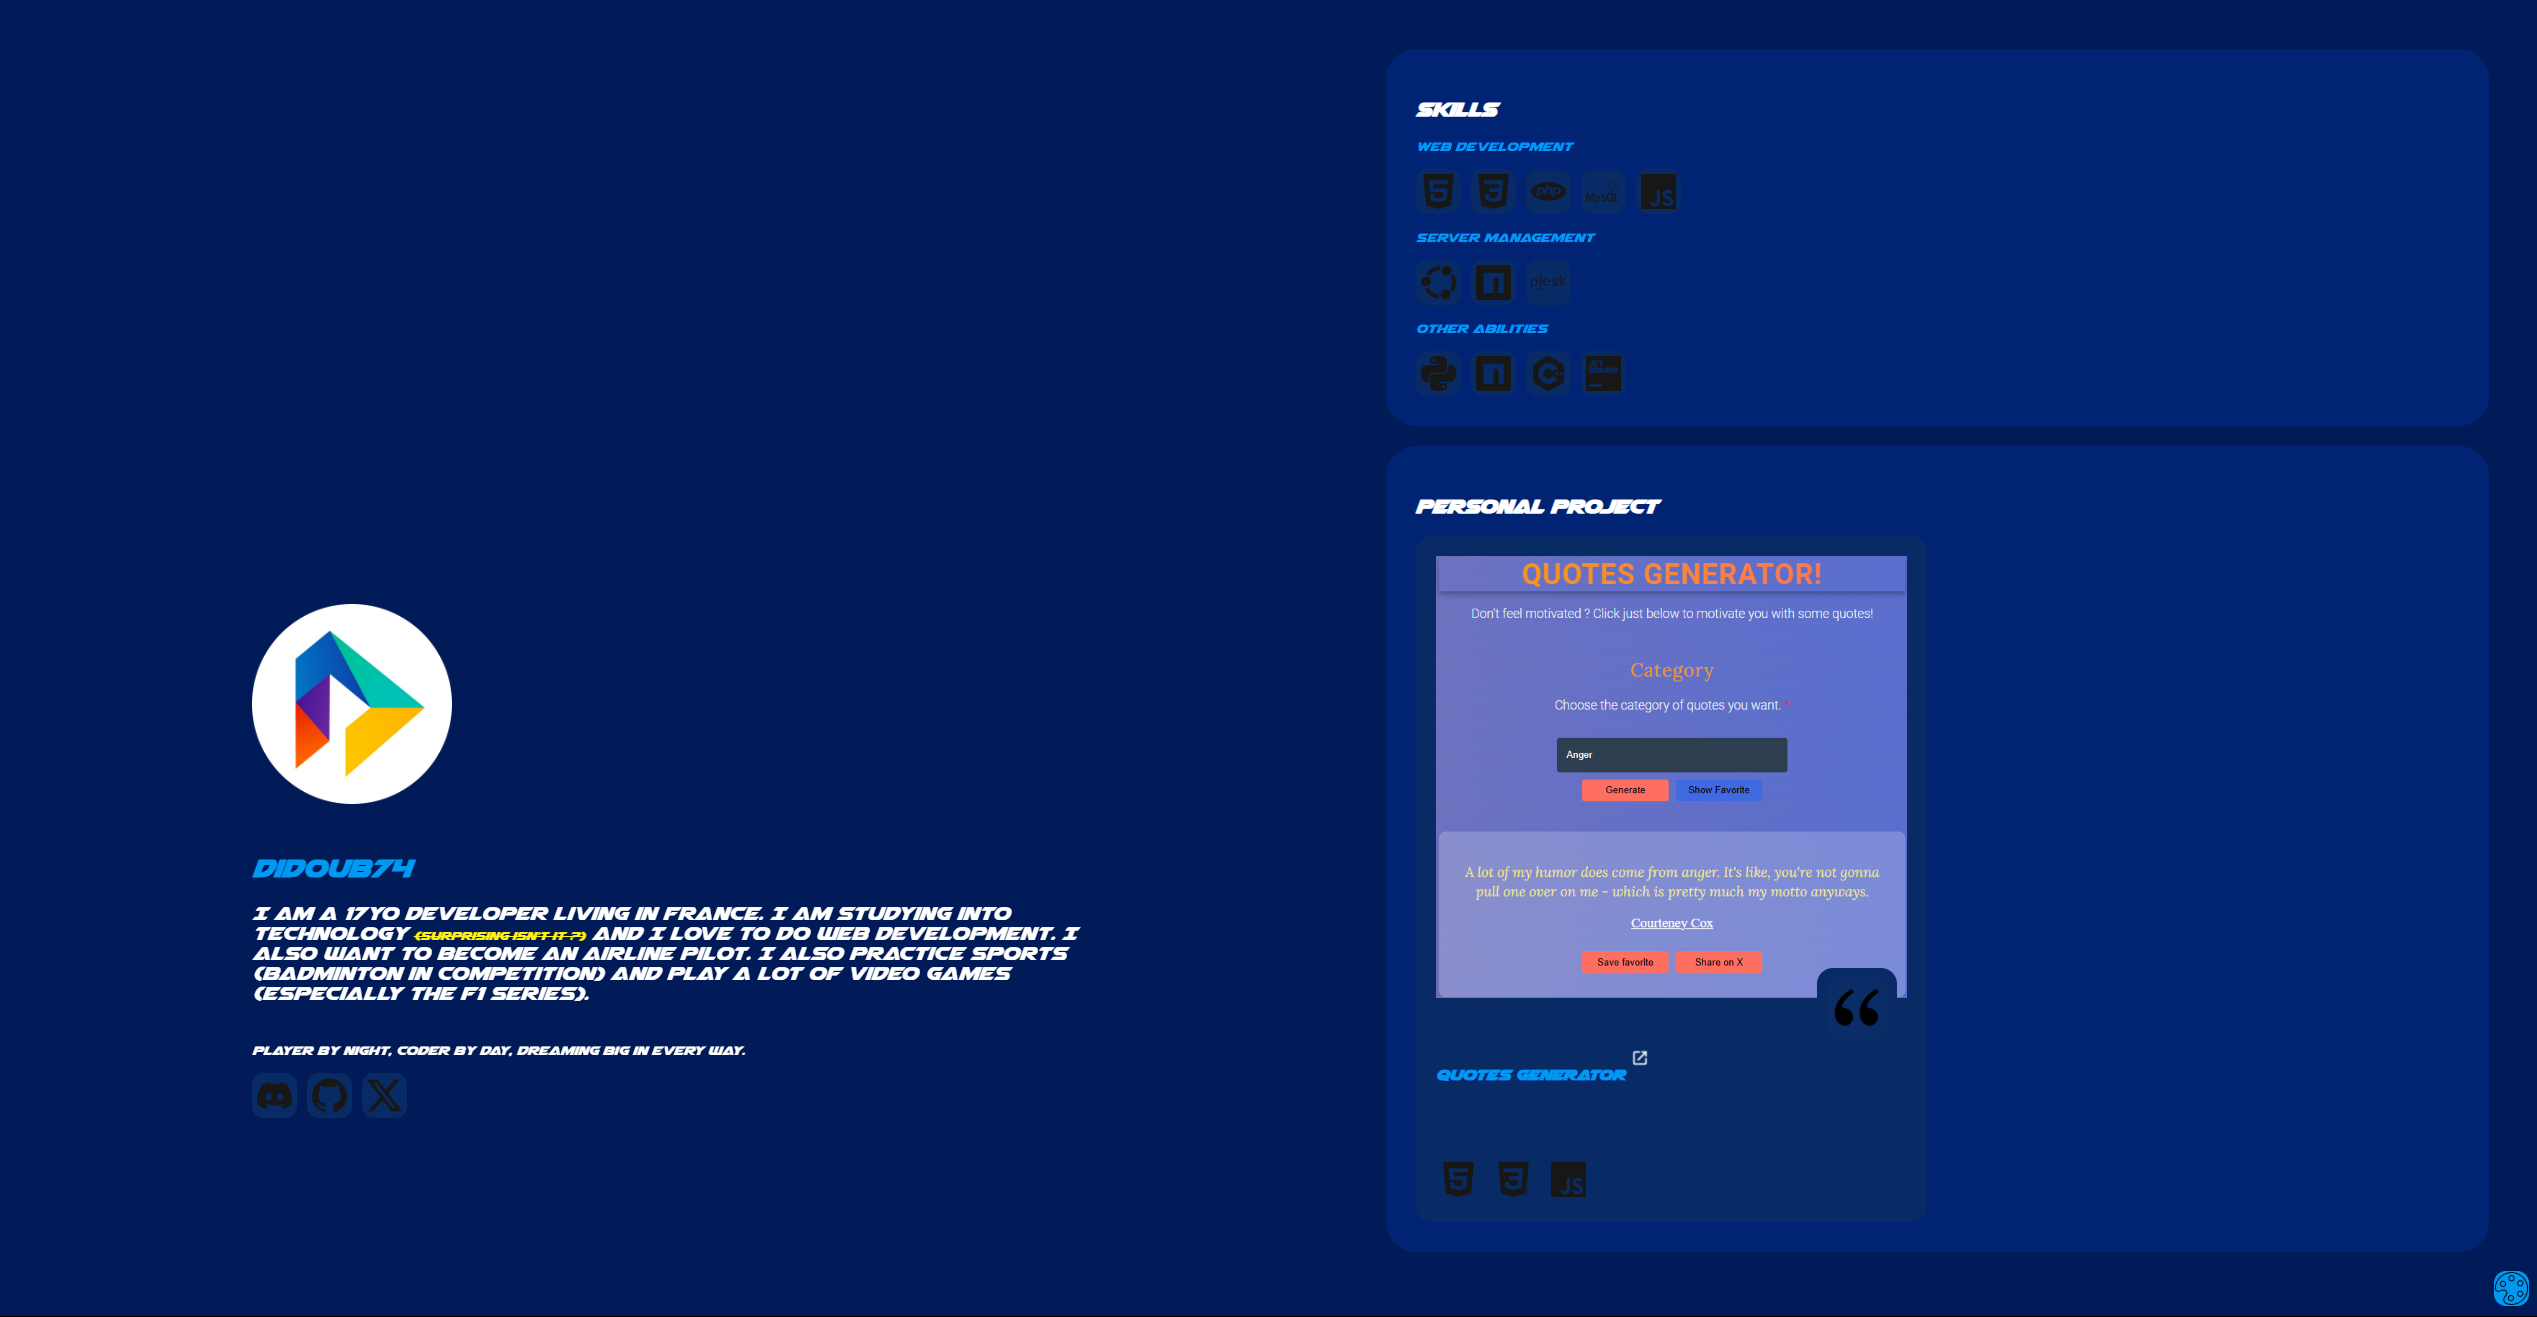 DIDOUB74
I AM A 17YO DEVELOPER LIVING IN FRANCE. I AM STUDYING INTO
TECHNOLOGY (SURPRISING ISN'T IT ?) AND I LOVE TO DO WEB DEVELOPMENT. I
ALSO WANT TO BECOME AN AIRLINE PILOT. I ALSO PRACTICE SPORTS
(BADMINTON IN COMPETITION) AND PLAY A LOT OF VIDEO GAMES
(ESPECIALLY THE F1 SERIES).
PLAYER BY NIGHT, CODER BY DAY, DREAMING BIG IN EVERY WAY.
SKILLS
WEB DEVELOPMENT
5 3 php MySQL JS
SERVER MANAGEMENT
n plesk
OTHER ABILITIES
n C++ JET
BRAINS
PERSONAL PROJECT
QUOTES GENERATOR!
Don't feel motivated ? Click just below to motivate you with some quotes!
Category
Choose the category of quotes you want. *
Anger
Generate Show Favorite
A lot of my humor does come from anger. It's like, you're not gonna
pull one over on me - which is pretty much my motto anyways.
Courteney Cox
Save favorite Share on X
“
QUOTES GENERATOR
5 3 JS